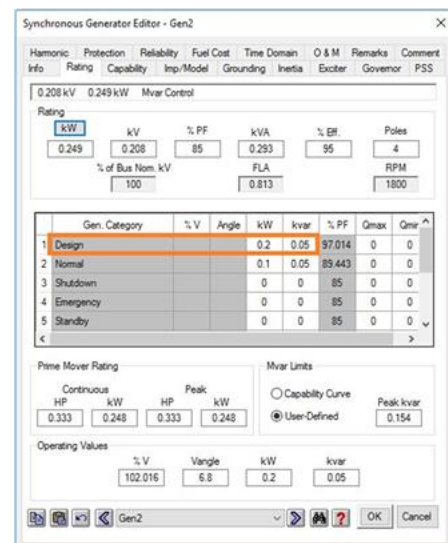 Synchronous Generator Editor - Gen2
Harmonic Protection Reliability Fuel Cost Time Domain O & M Remarks Comment
Info Rating Capability Imp/Model Grounding Inertia Exciter Governor PSS
0.208 kV 0.249 kW Mvar Control
Rating
kW kV % PF kVA % Eff. Poles
0.249 0.208 85 0.293 95 4
% of Bus Nom. kV FLA RPM
100 0.813 1800
Gen. Category % V Angle kW kvar % PF Qmax Qmin
1 Design 0.2 0.05 97.014 0 0
2 Normal 0.1 0.05 89.443 0 0
3 Shutdown 0 0 85 0 0
4 Emergency 0 0 85 0 0
5 Standby 0 0 85 0 0
Prime Mover Rating Mvar Limits
Continuous Peak
HP kW HP kW Capability Curve Peak kvar
0.333 0.248 0.333 0.248 User-Defined 0.154
Operating Values
% V Vangle kW kvar
102.016 6.8 0.2 0.05
Gen2 OK Cancel